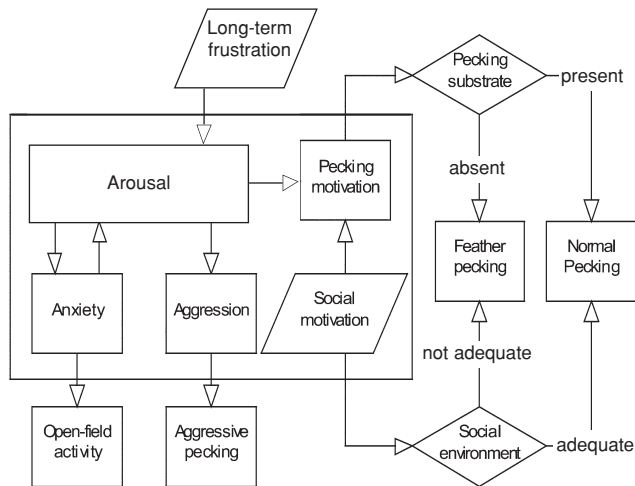 Long-term
frustration
Pecking
substrate
present
Arousal
Pecking
motivation
absent
Feather
pecking
Normal
Pecking
Anxiety
Aggression
Social
motivation
not adequate
Open-field
activity
Aggressive
pecking
Social
environment
adequate